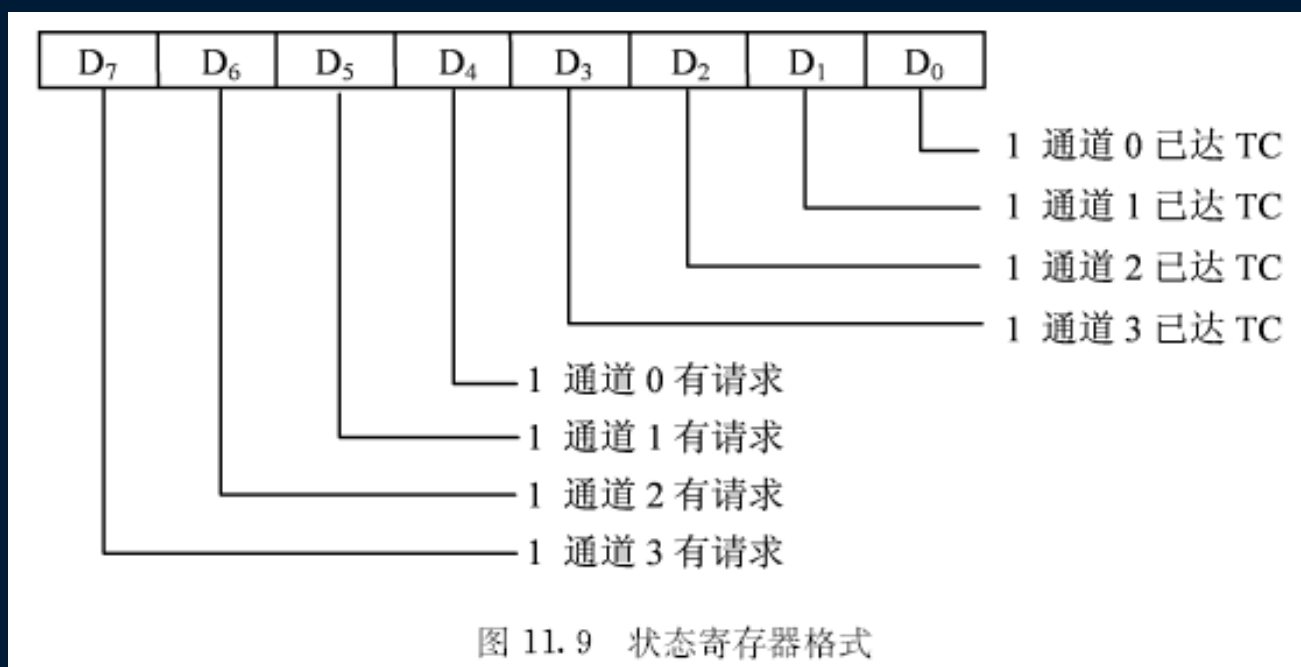 D₇ D₆ D₅ D₄ D₃ D₂ D₁ D₀
1 通道 0 已达 TC
1 通道 1 已达 TC
1 通道 2 已达 TC
1 通道 3 已达 TC
1 通道 0 有请求
1 通道 1 有请求
1 通道 2 有请求
1 通道 3 有请求
图 11.9 状态寄存器格式